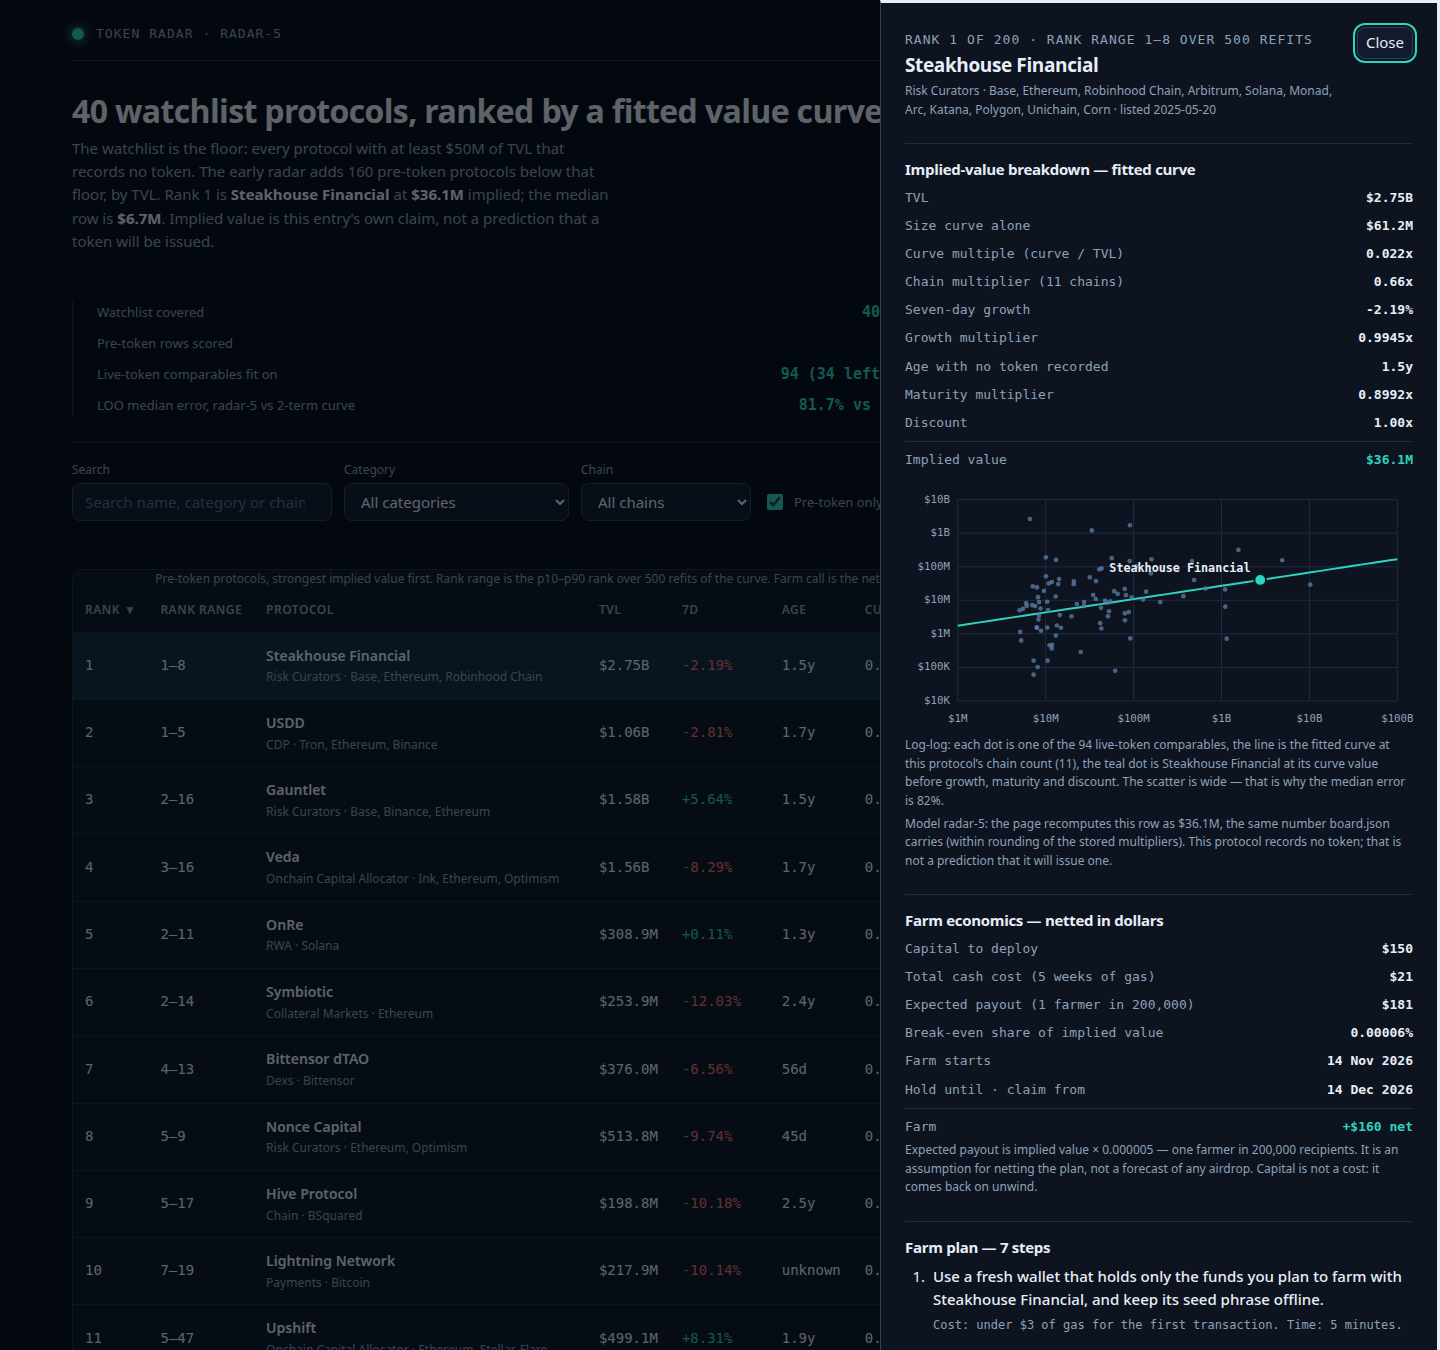 TOKEN RADAR · RADAR-5
40 watchlist protocols, ranked by a fitted value curve
The watchlist is the floor: every protocol with at least $50M of TVL that
records no token. The early radar adds 160 pre-token protocols below that
floor, by TVL. Rank 1 is Steakhouse Financial at $36.1M implied; the median
row is $6.7M. Implied value is this entry's own claim, not a prediction that a
token will be issued.
Watchlist covered 40
Pre-token rows scored
Live-token comparables fit on 94 (34 left
LOO median error, radar-5 vs 2-term curve 81.7% vs
Search Category Chain
Search name, category or chain All categories All chains Pre-token only
Pre-token protocols, strongest implied value first. Rank range is the p10–p90 rank over 500 refits of the curve. Farm call is the net
RANK ▼ RANK RANGE PROTOCOL TVL 7D AGE CU
1 1–8 Steakhouse Financial $2.75B -2.19% 1.5y 0.
Risk Curators · Base, Ethereum, Robinhood Chain
2 1–5 USDD $1.06B -2.81% 1.7y 0.
CDP · Tron, Ethereum, Binance
3 2–16 Gauntlet $1.58B +5.64% 1.5y 0.
Risk Curators · Base, Binance, Ethereum
4 3–16 Veda $1.56B -8.29% 1.7y 0.
Onchain Capital Allocator · Ink, Ethereum, Optimism
5 2–11 OnRe $308.9M +0.11% 1.3y 0.
RWA · Solana
6 2–14 Symbiotic $253.9M -12.03% 2.4y 0.
Collateral Markets · Ethereum
7 4–13 Bittensor dTAO $376.0M -6.56% 56d 0.
Dexs · Bittensor
8 5–9 Nonce Capital $513.8M -9.74% 45d 0.
Risk Curators · Ethereum, Optimism
9 5–17 Hive Protocol $198.8M -10.18% 2.5y 0.
Chain · BSquared
10 7–19 Lightning Network $217.9M -10.14% unknown 0.
Payments · Bitcoin
11 5–47 Upshift $499.1M +8.31% 1.9y 0.
Onchain Capital Allocator · Ethereum, Stellar, Flare
RANK 1 OF 200 · RANK RANGE 1–8 OVER 500 REFITS
Close
Steakhouse Financial
Risk Curators · Base, Ethereum, Robinhood Chain, Arbitrum, Solana, Monad,
Arc, Katana, Polygon, Unichain, Corn · listed 2025-05-20
Implied-value breakdown — fitted curve
TVL $2.75B
Size curve alone $61.2M
Curve multiple (curve / TVL) 0.022x
Chain multiplier (11 chains) 0.66x
Seven-day growth -2.19%
Growth multiplier 0.9945x
Age with no token recorded 1.5y
Maturity multiplier 0.8992x
Discount 1.00x
Implied value $36.1M
$10B
$1B
$100M
$10M
$1M
$100K
$10K
Steakhouse Financial
$1M $10M $100M $1B $10B $100B
Log-log: each dot is one of the 94 live-token comparables, the line is the fitted curve at
this protocol's chain count (11), the teal dot is Steakhouse Financial at its curve value
before growth, maturity and discount. The scatter is wide — that is why the median error
is 82%.
Model radar-5: the page recomputes this row as $36.1M, the same number board.json
carries (within rounding of the stored multipliers). This protocol records no token; that is
not a prediction that it will issue one.
Farm economics — netted in dollars
Capital to deploy $150
Total cash cost (5 weeks of gas) $21
Expected payout (1 farmer in 200,000) $181
Break-even share of implied value 0.00006%
Farm starts 14 Nov 2026
Hold until · claim from 14 Dec 2026
Farm +$160 net
Expected payout is implied value × 0.000005 — one farmer in 200,000 recipients. It is an
assumption for netting the plan, not a forecast of any airdrop. Capital is not a cost: it
comes back on unwind.
Farm plan — 7 steps
1. Use a fresh wallet that holds only the funds you plan to farm with
Steakhouse Financial, and keep its seed phrase offline.
Cost: under $3 of gas for the first transaction. Time: 5 minutes.